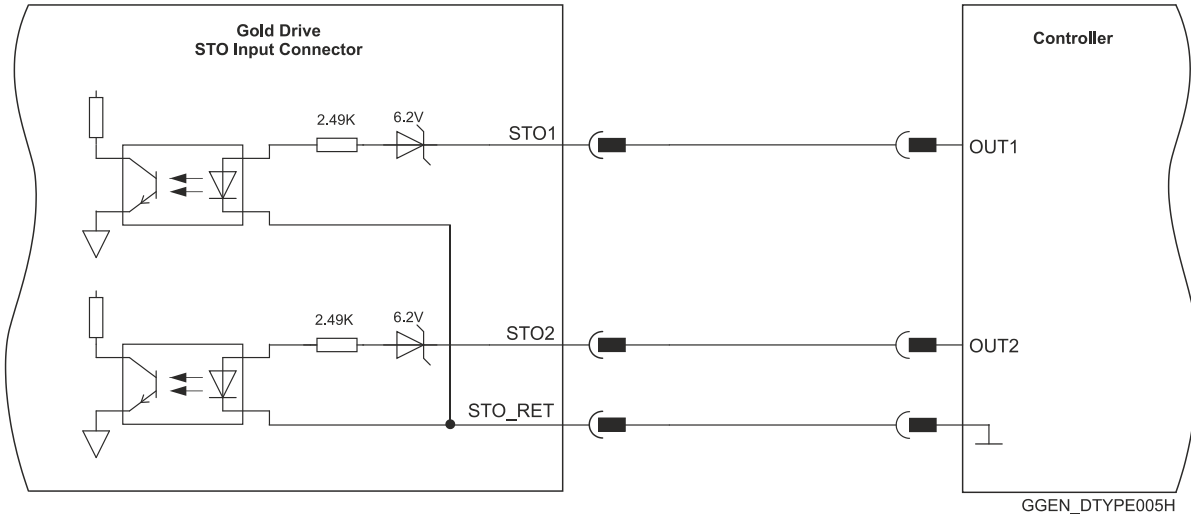 Gold Drive
STO Input Connector
Controller
2.49K
6.2V
STO1
OUT1
2.49K
6.2V
STO2
OUT2
STO_RET
GGEN_DTYPE005H